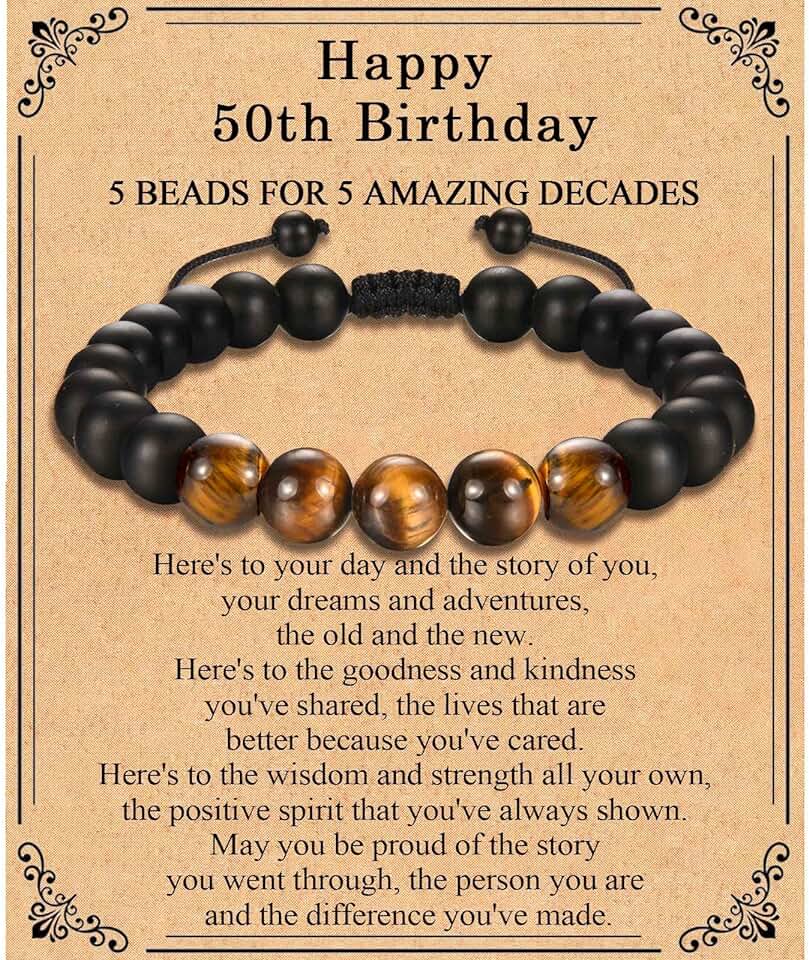 Happy
50th Birthday
5 BEADS FOR 5 AMAZING DECADES
Here's to your day and the story of you,
your dreams and adventures,
the old and the new.
Here's to the goodness and kindness
you've shared, the lives that are
better because you've cared.
Here's to the wisdom and strength all your own,
the positive spirit that you've always shown.
May you be proud of the story
you went through, the person you are
and the difference you've made.